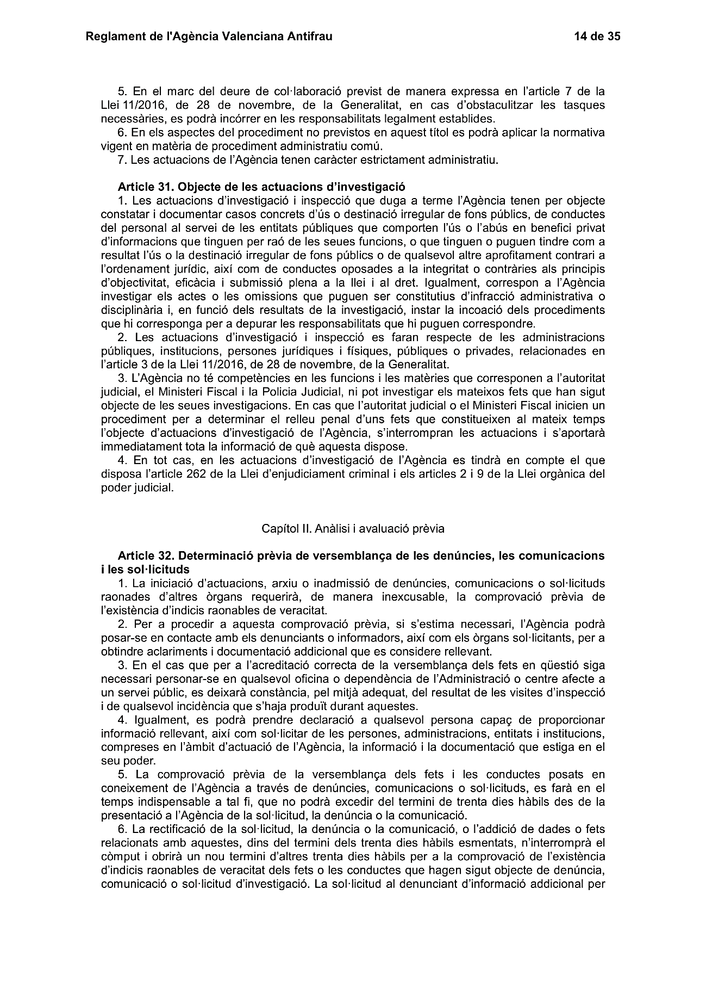 Reglament de l'Agència Valenciana Antifrau 14 de 35
5. En el marc del deure de col·laboració previst de manera expressa en l’article 7 de la
Llei 11/2016, de 28 de novembre, de la Generalitat, en cas d’obstaculitzar les tasques
necessàries, es podrà incórrer en les responsabilitats legalment establides.
6. En els aspectes del procediment no previstos en aquest títol es podrà aplicar la normativa
vigent en matèria de procediment administratiu comú.
7. Les actuacions de l’Agència tenen caràcter estrictament administratiu.
Article 31. Objecte de les actuacions d’investigació
1. Les actuacions d’investigació i inspecció que duga a terme l’Agència tenen per objecte
constatar i documentar casos concrets d’ús o destinació irregular de fons públics, de conductes
del personal al servei de les entitats públiques que comporten l’ús o l’abús en benefici privat
d’informacions que tinguen per raó de les seues funcions, o que tinguen o puguen tindre com a
resultat l’ús o la destinació irregular de fons públics o de qualsevol altre aprofitament contrari a
l’ordenament jurídic, així com de conductes oposades a la integritat o contràries als principis
d’objectivitat, eficàcia i submissió plena a la llei i al dret. Igualment, correspon a l’Agència
investigar els actes o les omissions que puguen ser constitutius d’infracció administrativa o
disciplinària i, en funció dels resultats de la investigació, instar la incoació dels procediments
que hi corresponga per a depurar les responsabilitats que hi puguen correspondre.
2. Les actuacions d’investigació i inspecció es faran respecte de les administracions
públiques, institucions, persones jurídiques i físiques, públiques o privades, relacionades en
l’article 3 de la Llei 11/2016, de 28 de novembre, de la Generalitat.
3. L’Agència no té competències en les funcions i les matèries que corresponen a l’autoritat
judicial, el Ministeri Fiscal i la Policia Judicial, ni pot investigar els mateixos fets que han sigut
objecte de les seues investigacions. En cas que l’autoritat judicial o el Ministeri Fiscal inicien un
procediment per a determinar el relleu penal d’uns fets que constitueixen al mateix temps
l’objecte d’actuacions d’investigació de l’Agència, s’interrompran les actuacions i s’aportarà
immediatament tota la informació de què aquesta dispose.
4. En tot cas, en les actuacions d’investigació de l’Agència es tindrà en compte el que
disposa l’article 262 de la Llei d’enjudiciament criminal i els articles 2 i 9 de la Llei orgànica del
poder judicial.
Capítol II. Anàlisi i avaluació prèvia
Article 32. Determinació prèvia de versemblança de les denúncies, les comunicacions
i les sol·licituds
1. La iniciació d’actuacions, arxiu o inadmissió de denúncies, comunicacions o sol·licituds
raonades d’altres òrgans requerirà, de manera inexcusable, la comprovació prèvia de
l’existència d’indicis raonables de veracitat.
2. Per a procedir a aquesta comprovació prèvia, si s’estima necessari, l’Agència podrà
posar-se en contacte amb els denunciants o informadors, així com els òrgans sol·licitants, per a
obtindre aclariments i documentació addicional que es considere rellevant.
3. En el cas que per a l’acreditació correcta de la versemblança dels fets en qüestió siga
necessari personar-se en qualsevol oficina o dependència de l’Administració o centre afecte a
un servei públic, es deixarà constància, pel mitjà adequat, del resultat de les visites d’inspecció
i de qualsevol incidència que s’haja produït durant aquestes.
4. Igualment, es podrà prendre declaració a qualsevol persona capaç de proporcionar
informació rellevant, així com sol·licitar de les persones, administracions, entitats i institucions,
compreses en l’àmbit d’actuació de l’Agència, la informació i la documentació que estiga en el
seu poder.
5. La comprovació prèvia de la versemblança dels fets i les conductes posats en
coneixement de l’Agència a través de denúncies, comunicacions o sol·licituds, es farà en el
temps indispensable a tal fi, que no podrà excedir del termini de trenta dies hàbils des de la
presentació a l’Agència de la sol·licitud, la denúncia o la comunicació.
6. La rectificació de la sol·licitud, la denúncia o la comunicació, o l’addició de dades o fets
relacionats amb aquestes, dins del termini dels trenta dies hàbils esmentats, n’interromprà el
còmput i obrirà un nou termini d’altres trenta dies hàbils per a la comprovació de l’existència
d’indicis raonables de veracitat dels fets o les conductes que hagen sigut objecte de denúncia,
comunicació o sol·licitud d’investigació. La sol·licitud al denunciant d’informació addicional per